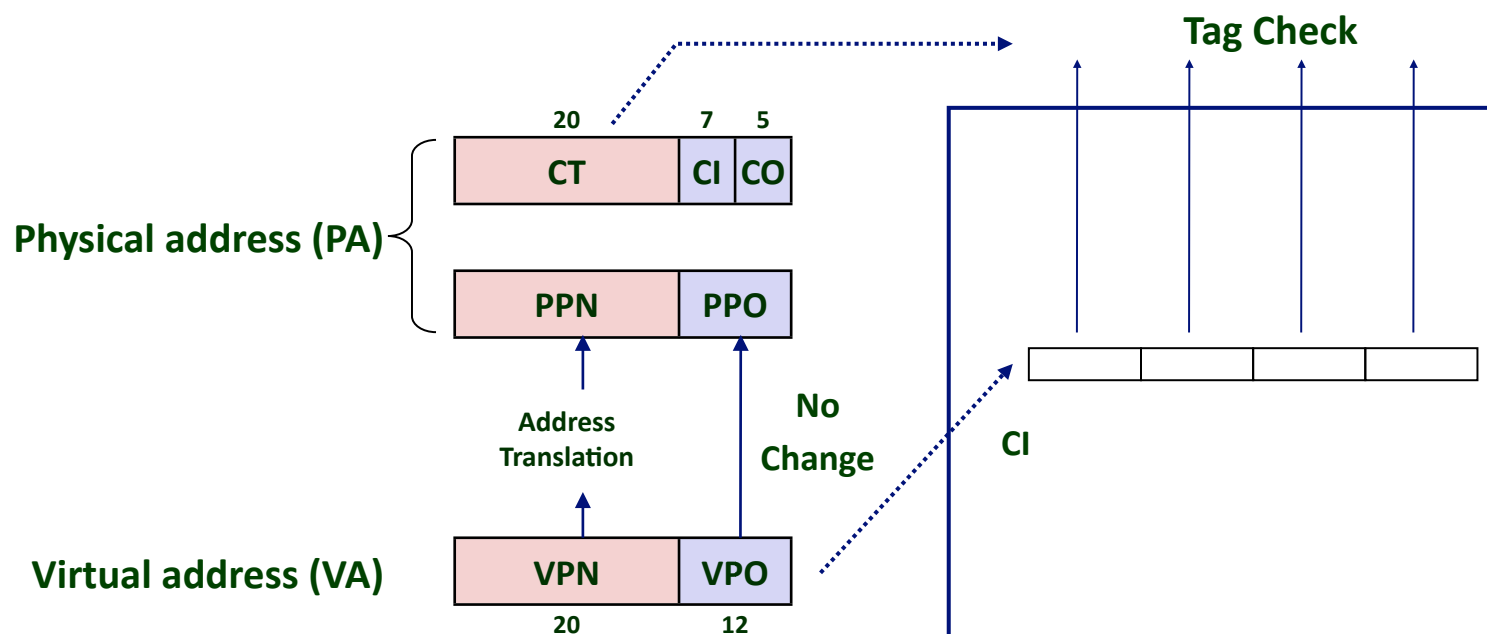 Tag Check
20 7 5
CT CI CO
Physical address (PA)
PPN PPO
No
Change
Address
Translation
CI
Virtual address (VA)
VPN VPO
20 12